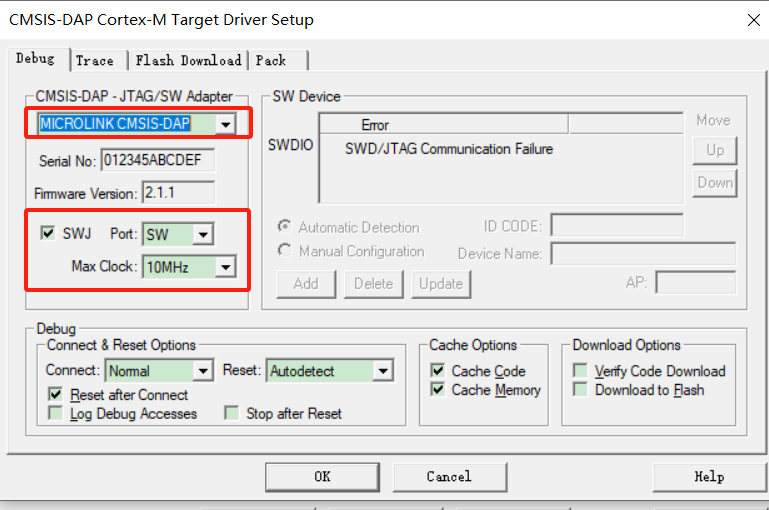 CMSIS-DAP Cortex-M Target Driver Setup
Debug Trace Flash Download Pack
CMSIS-DAP - JTAG/SW Adapter
MICROLINK CMSIS-DAP
Serial No: 012345ABCDEF
Firmware Version: 2.1.1
SWJ Port: SW
Max Clock: 10MHz
SW Device
Error
SWDIO
SWD/JTAG Communication Failure
Move
Up
Down
Automatic Detection
Manual Configuration
ID CODE:
Device Name:
Add Delete Update
AP:
Debug
Connect & Reset Options
Connect: Normal Reset: Autodetect
Reset after Connect
Log Debug Accesses Stop after Reset
Cache Options
Cache Code
Cache Memory
Download Options
Verify Code Download
Download to Flash
OK Cancel Help